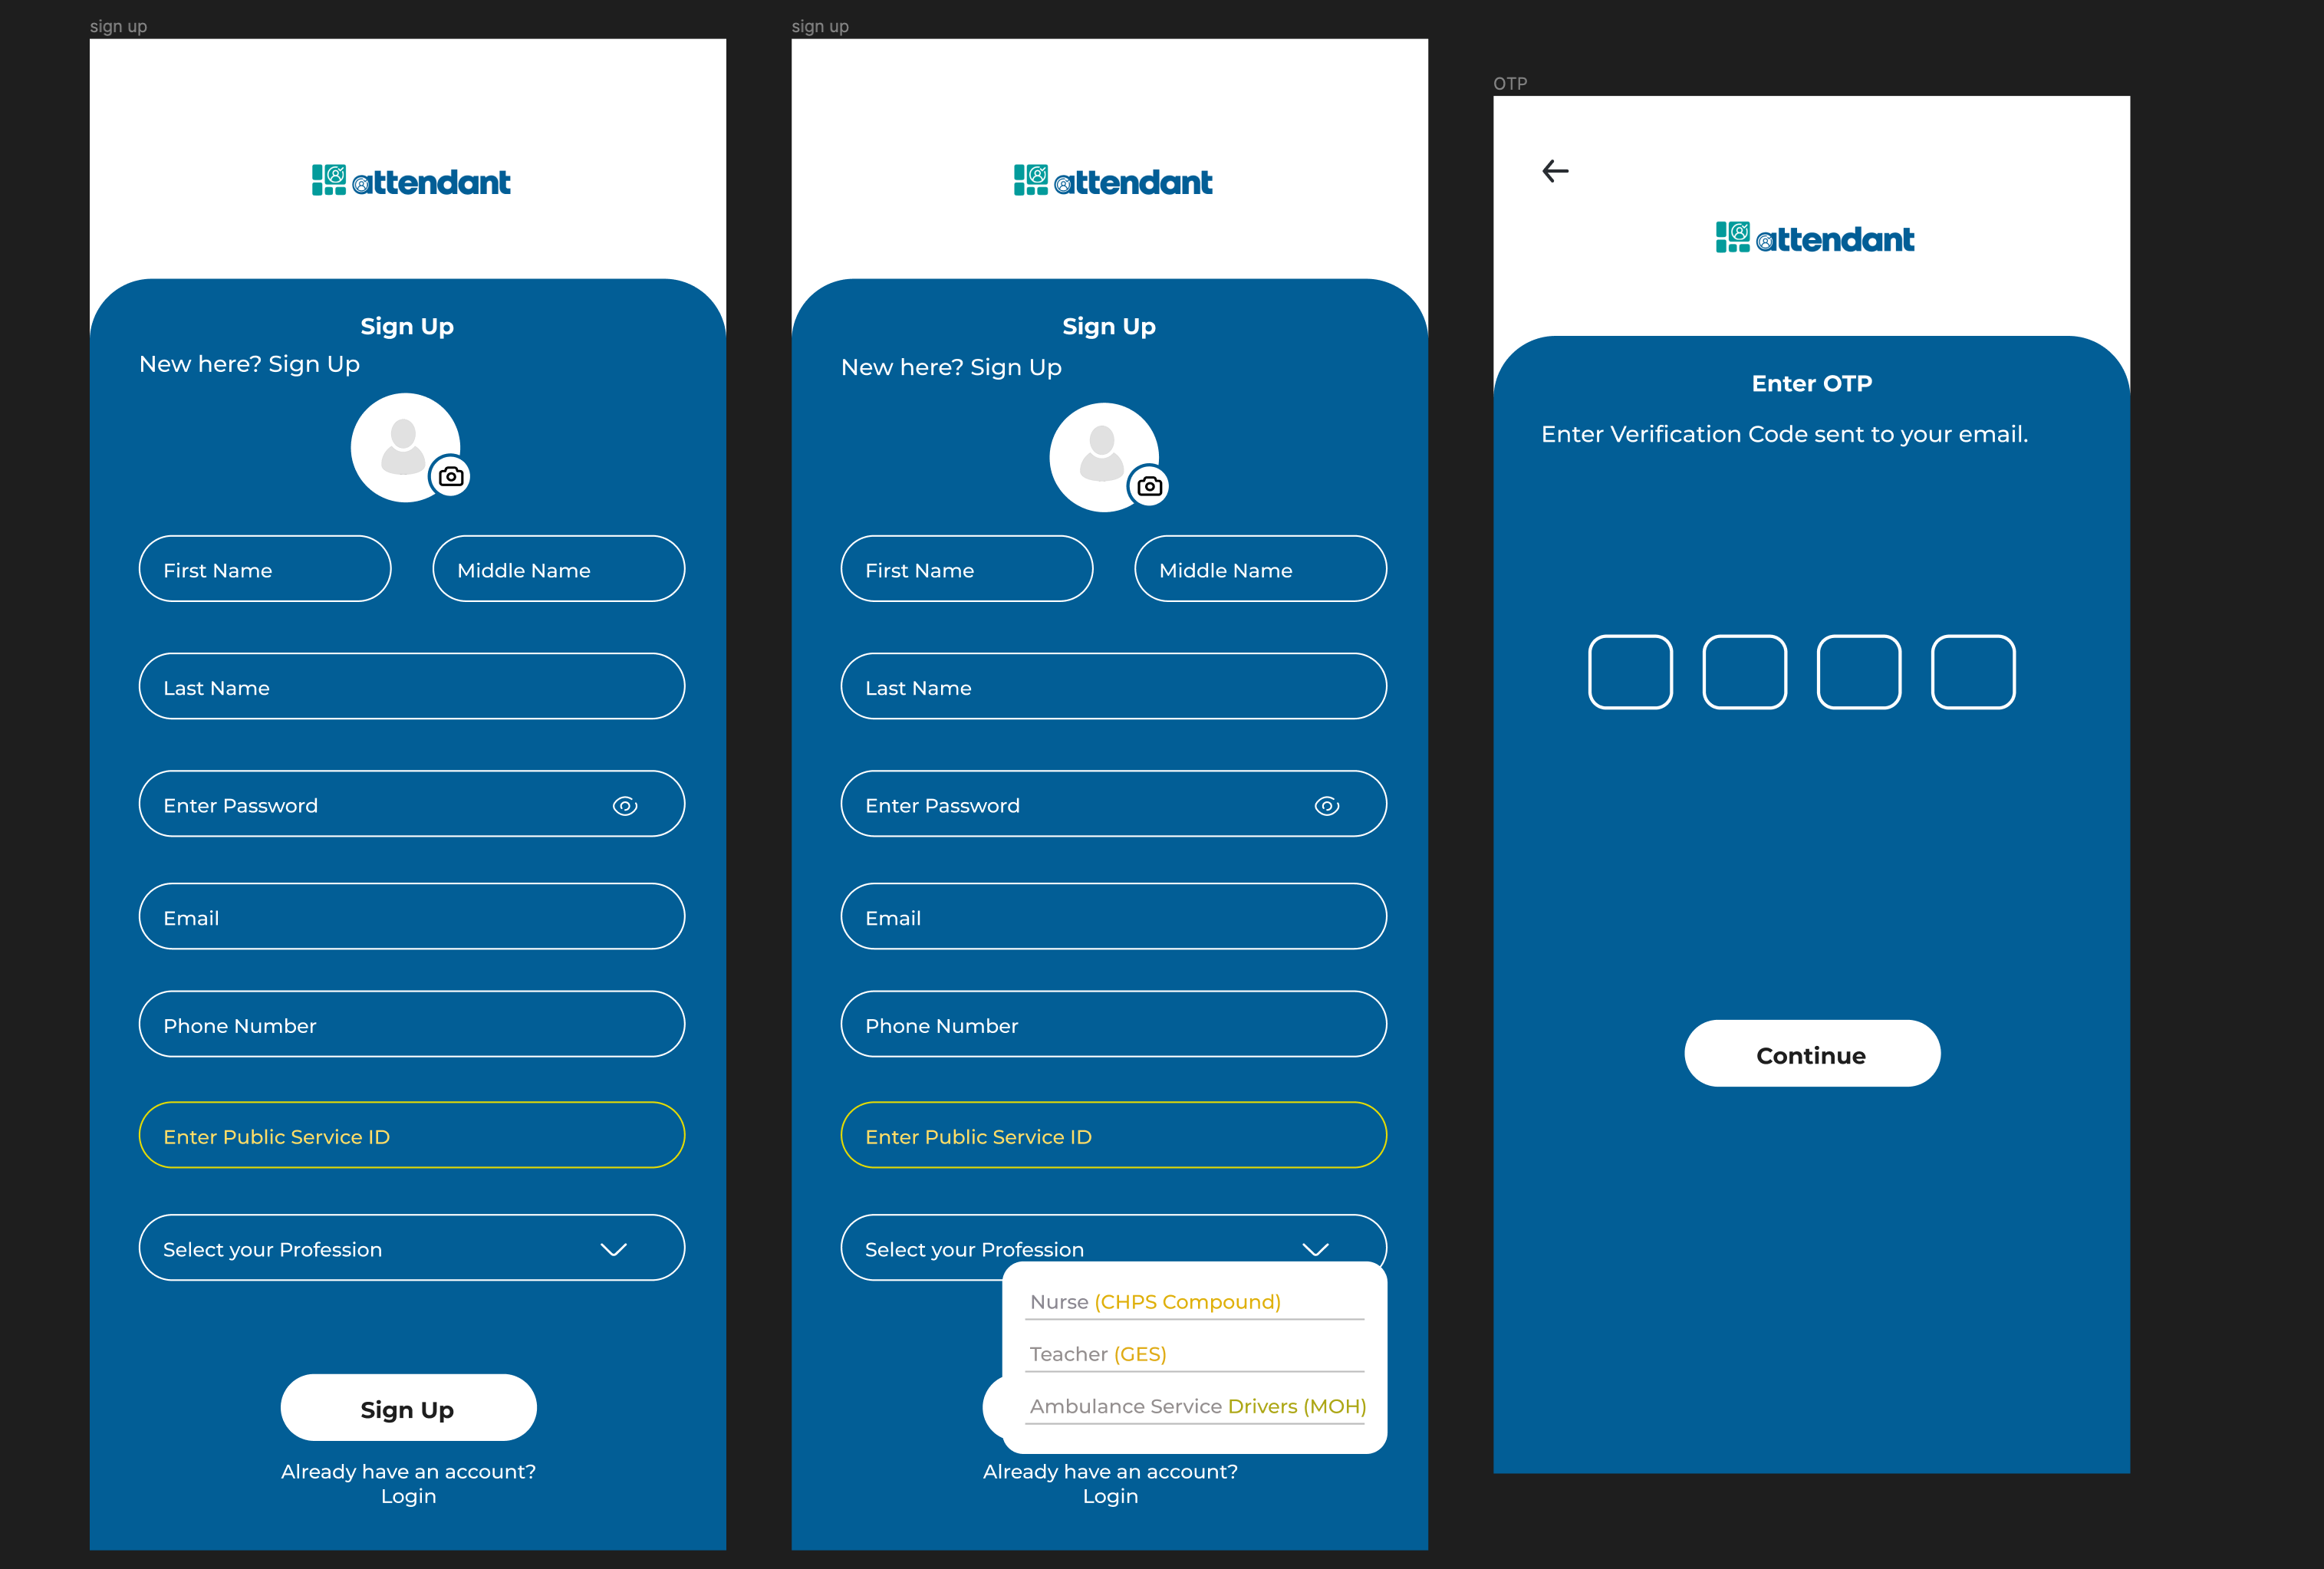 sign up
attendant
Sign Up
New here? Sign Up
First Name
Middle Name
Last Name
Enter Password
Email
Phone Number
Enter Public Service ID
Select your Profession
Sign Up
Already have an account?
Login
sign up
attendant
Sign Up
New here? Sign Up
First Name
Middle Name
Last Name
Enter Password
Email
Phone Number
Enter Public Service ID
Select your Profession
Nurse (CHPS Compound)
Teacher (GES)
Ambulance Service Drivers (MOH)
Already have an account?
Login
OTP
attendant
Enter OTP
Enter Verification Code sent to your email.
Continue